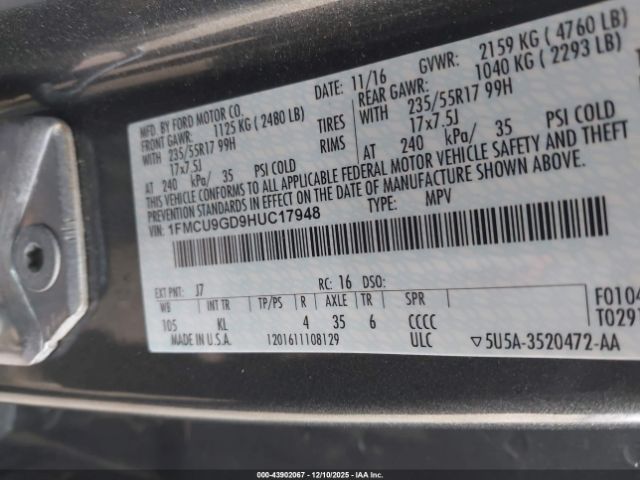 MFD. BY FORD MOTOR CO.
DATE: 11/16 GVWR: 2159 KG ( 4760 LB)
FRONT GAWR: 1125 KG ( 2480 LB) REAR GAWR: 1040 KG ( 2293 LB)
WITH 235/55R17 99H TIRES WITH 235/55R17 99H
17x7.5J RIMS 17x7.5J
AT 240 kPa/ 35 PSI COLD AT 240 kPa/ 35 PSI COLD
THIS VEHICLE CONFORMS TO ALL APPLICABLE FEDERAL MOTOR VEHICLE SAFETY AND THEFT
PREVENTION STANDARDS IN EFFECT ON THE DATE OF MANUFACTURE SHOWN ABOVE.
VIN: 1FMCU9GD9HUC17948 TYPE: MPV
EXT PNT: J7 RC: 16 DSO:
WB INT TR TP/PS R AXLE TR SPR
105 KL 4 35 6 CCCC
MADE IN U.S.A. 1201611108129 ULC ▽5U5A-3520472-AA
F0104
T0291
000-43902067 - 12/10/2025 - IAAI.COM